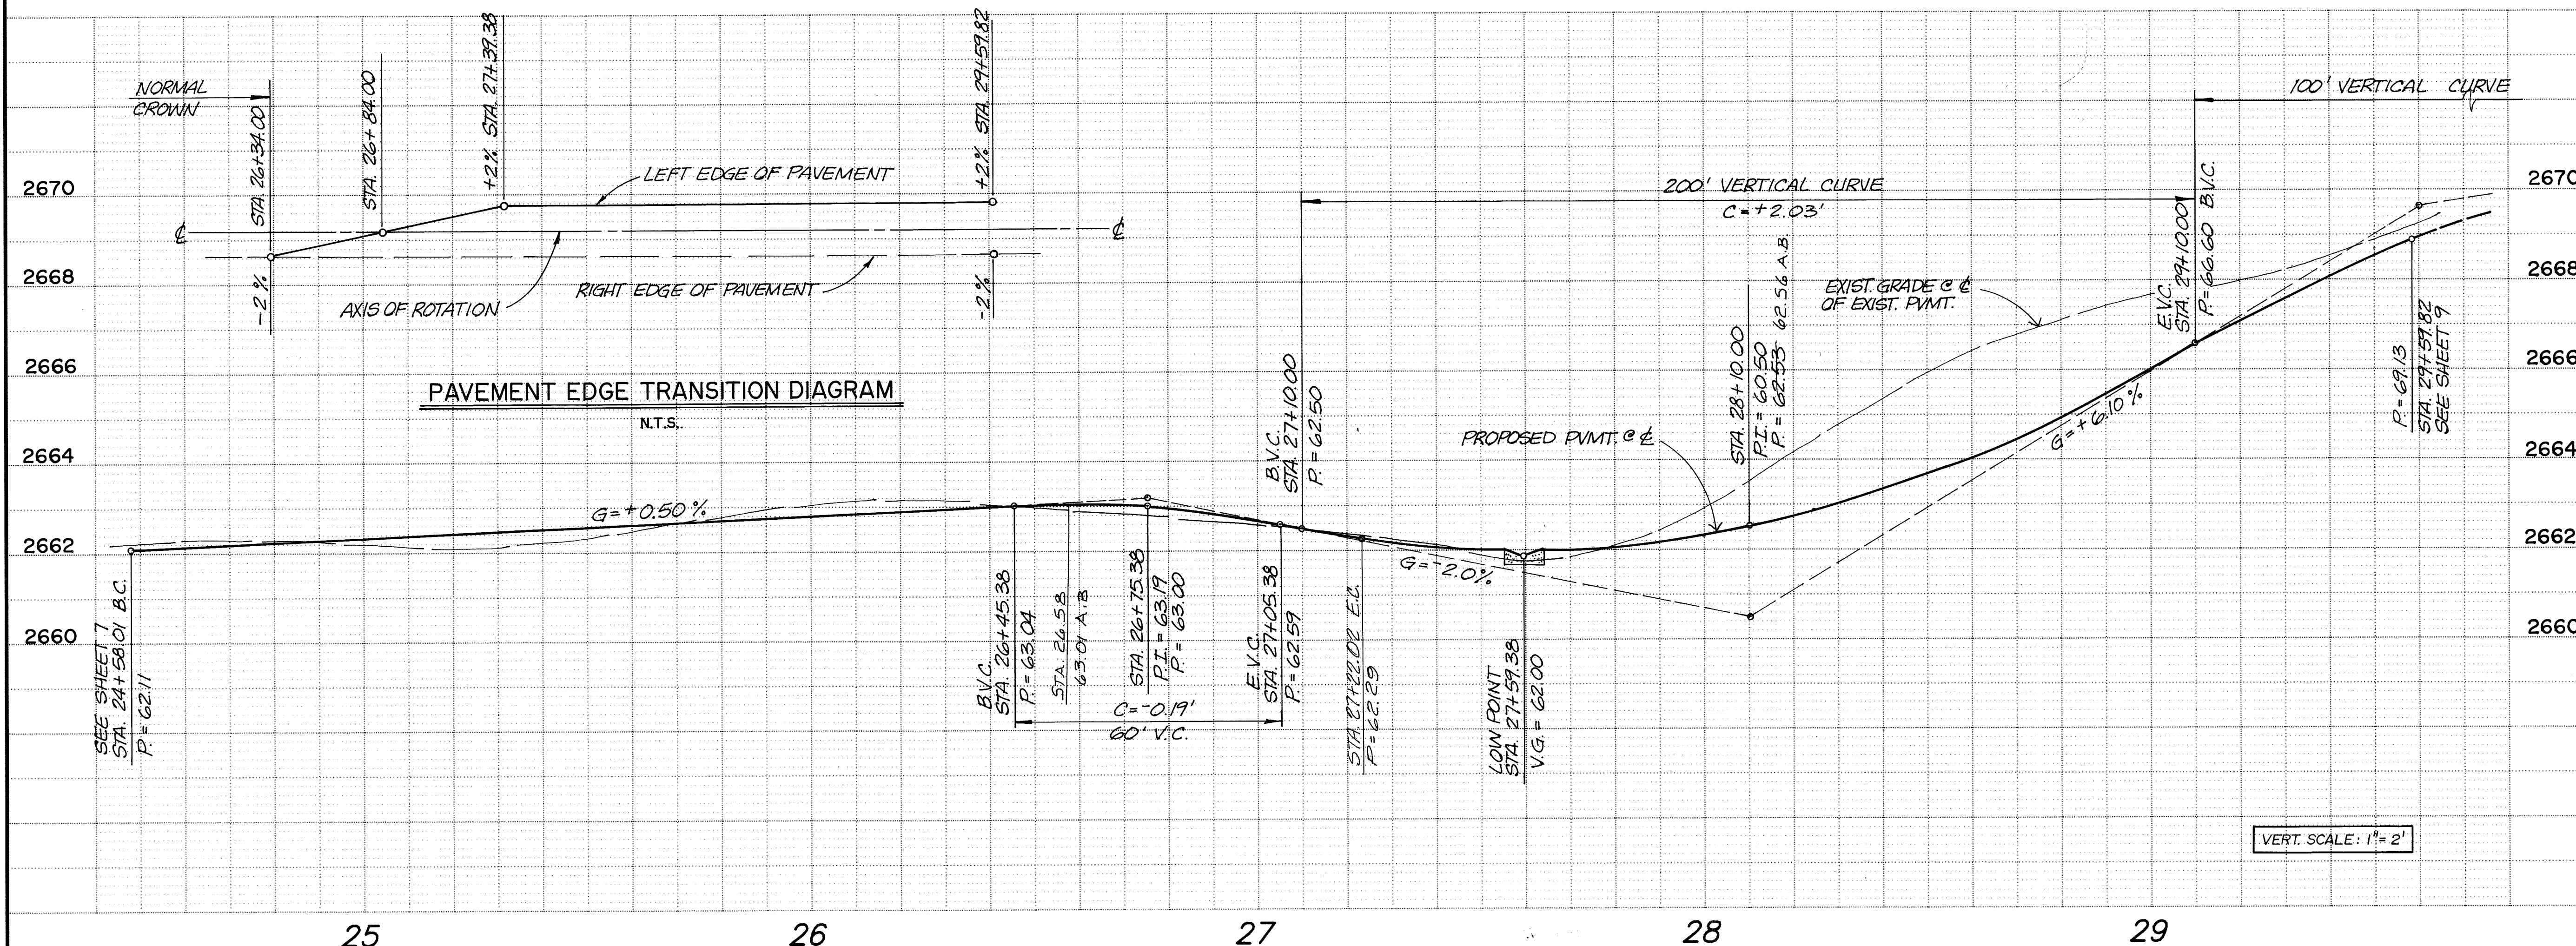 NORMAL
CROWN
STA. 26+34.00
-2%
STA. 26+84.00
+2% STA. 27+39.38
+2% STA. 29+59.82
-2%
LEFT EDGE OF PAVEMENT
℄
℄
RIGHT EDGE OF PAVEMENT
AXIS OF ROTATION
PAVEMENT EDGE TRANSITION DIAGRAM
N.T.S.
100' VERTICAL CURVE
200' VERTICAL CURVE
C=+2.03'
2670
2668
2666
2664
2662
2660
2670
2668
2666
2664
2662
2660
SEE SHEET 7
STA. 24+58.01 B.C.
P.=62.11
G=+0.50%
B.V.C.
STA. 26+45.38
P.=63.04
STA. 26.58
63.01 A.B
STA. 26+75.38
P.I.=63.19
P.=63.00
C=-0.19'
60' V.C.
E.V.C.
STA. 27+05.38
P.=62.59
B.V.C.
STA. 27+10.00
P.=62.50
STA. 27+22.02 E.C.
P=62.29
G=-2.0%
LOW POINT
STA. 27+59.38
V.G.=62.00
PROPOSED PVMT. @ ℄
STA. 28+10.00
P.I.=60.50
P.=62.53 62.56 A.B.
EXIST. GRADE @ ℄
OF EXIST. PVMT.
G=+6.10%
E.V.C.
STA. 29+10.00
P.=66.60 B.V.C.
P.=69.13
STA. 29+59.82
SEE SHEET 9
VERT. SCALE: 1"=2'
25
26
27
28
29